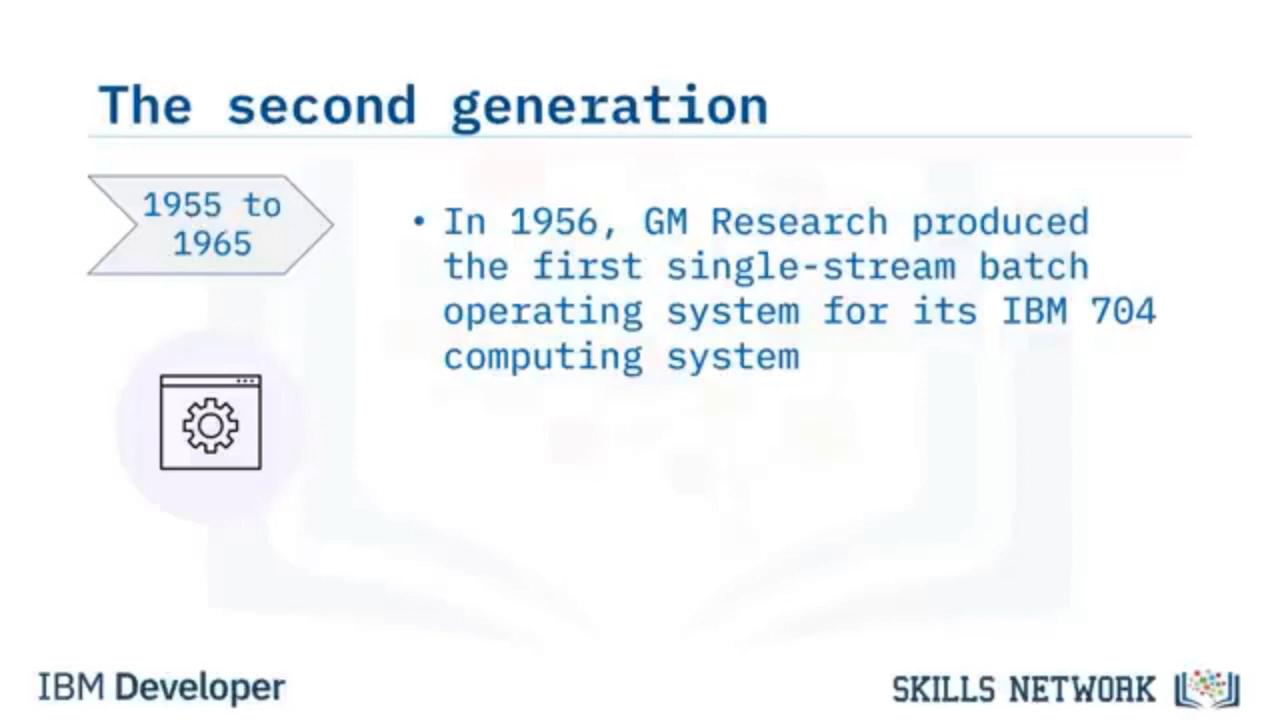 The second generation
1955 to
1965
• In 1956, GM Research produced
the first single-stream batch
operating system for its IBM 704
computing system
IBM Developer
SKILLS NETWORK